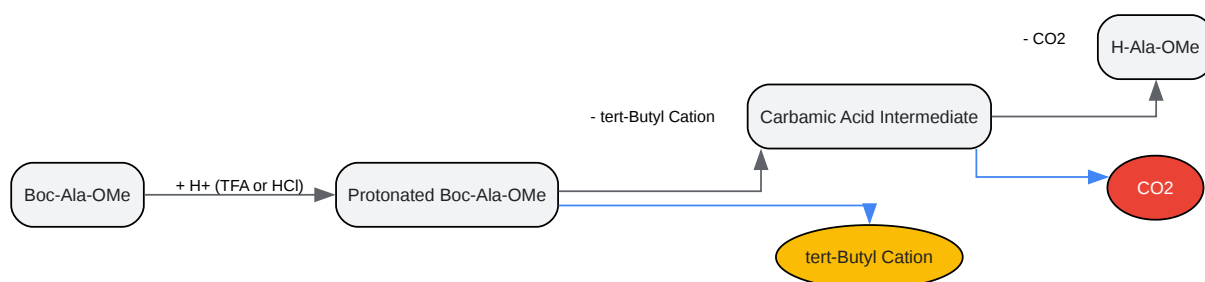 Boc-Ala-OMe
+ H+ (TFA or HCl)
Protonated Boc-Ala-OMe
- tert-Butyl Cation
tert-Butyl Cation
Carbamic Acid Intermediate
- CO2
H-Ala-OMe
CO2